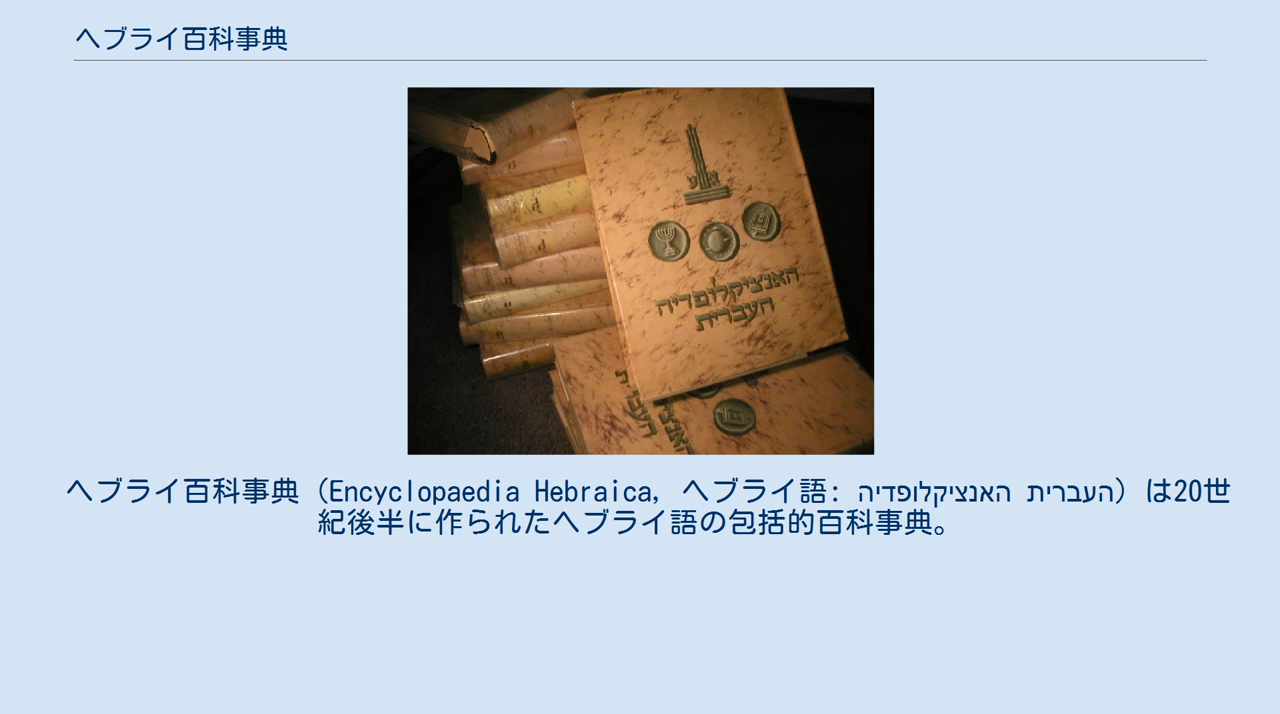 ヘブライ百科事典
האנציקלופדיה
העברית
ヘブライ百科事典（Encyclopaedia Hebraica, ヘブライ語: האנציקלופדיה העברית）は20世
紀後半に作られたヘブライ語の包括的百科事典。